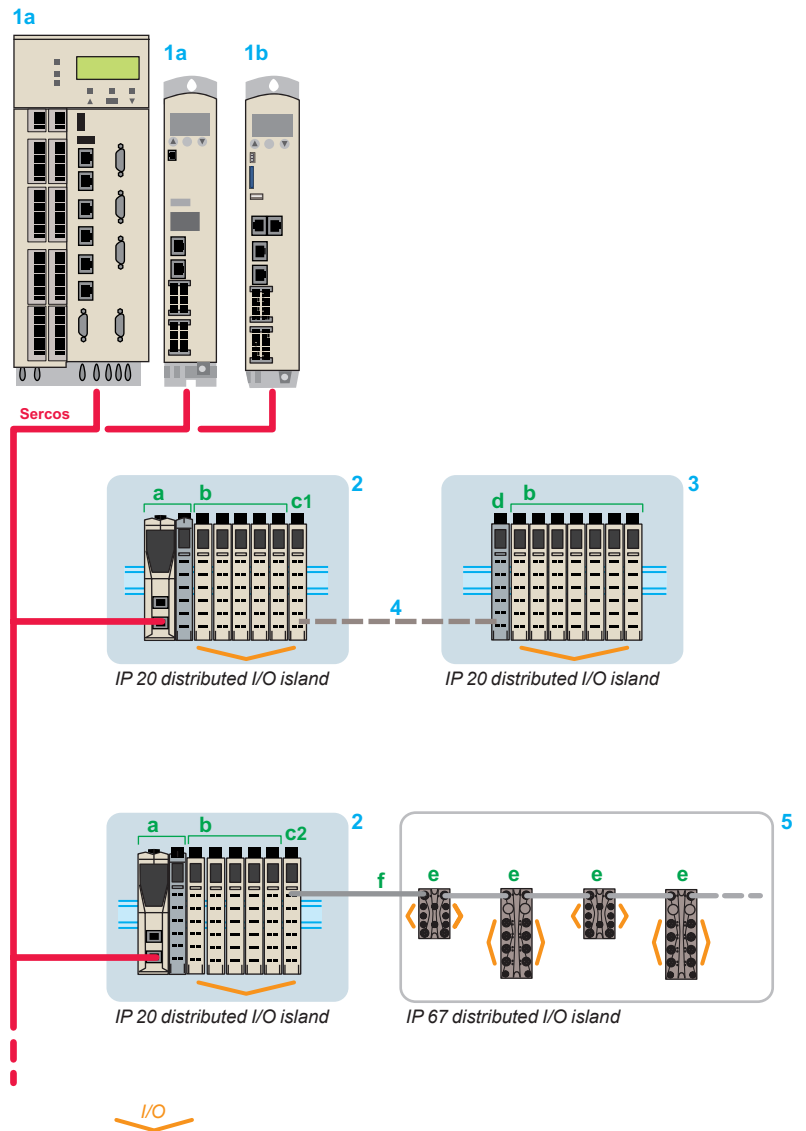 1a
1a
1b
Sercos
a
b
c1
2
d
b
3
4
IP 20 distributed I/O island
IP 20 distributed I/O island
a
b
c2
2
f
e
e
e
e
5
IP 20 distributed I/O island
IP 67 distributed I/O island
I/O